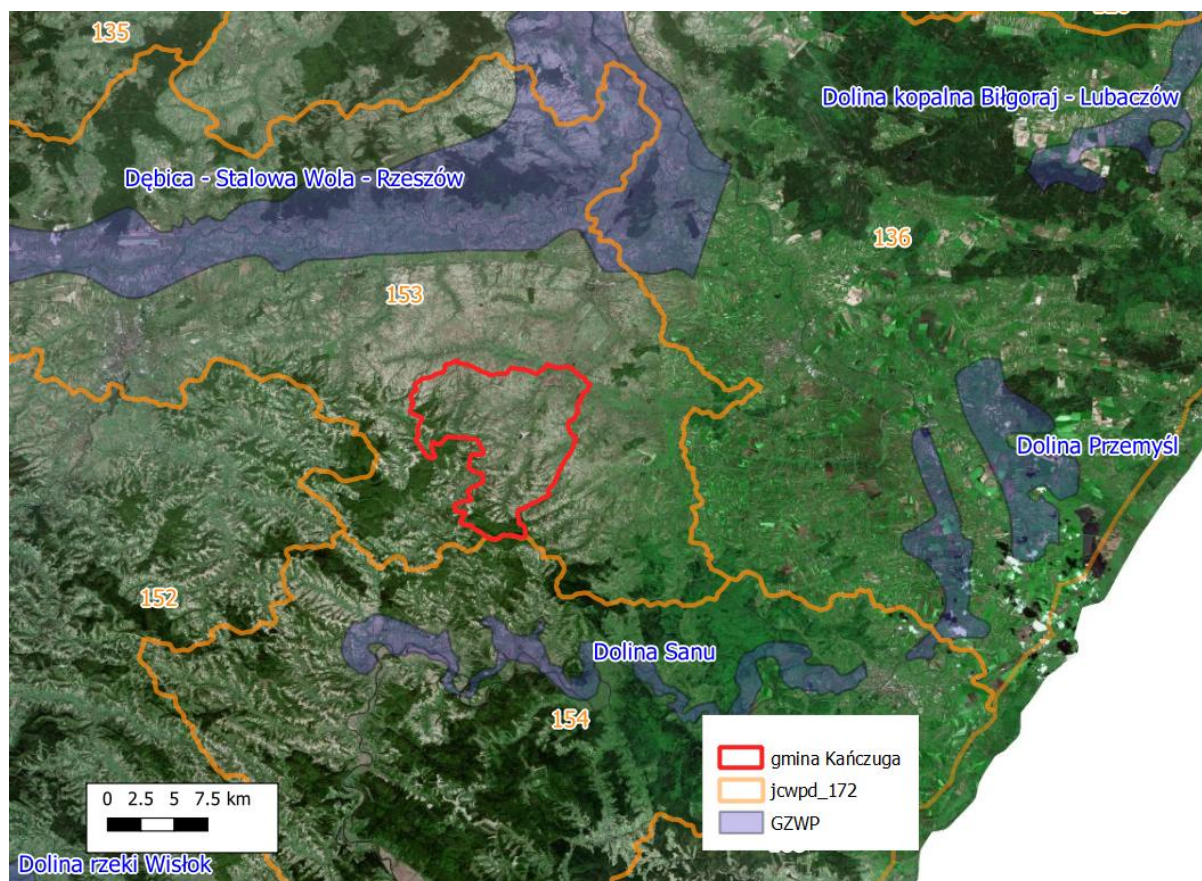 135
Dolina kopalna Biłgoraj - Lubaczów
Dębica - Stalowa Wola - Rzeszów
136
153
Dolina Przemyśl
152
Dolina Sanu
154
gmina Kańczuga
jcwpd_172
GZWP
0 2.5 5 7.5 km
Dolina rzeki Wisłok